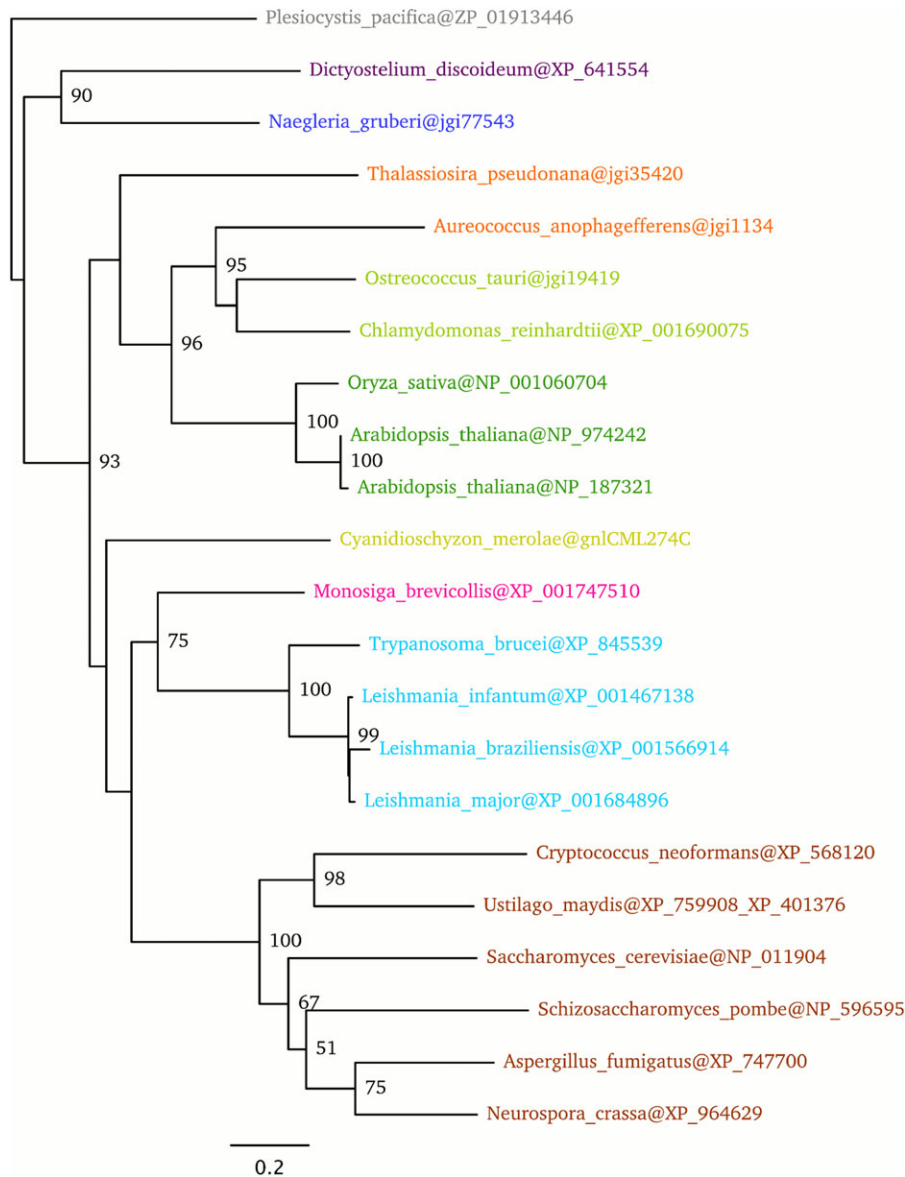 Plesiocystis_pacifica@ZP_01913446
Dictyostelium_discoideum@XP_641554
90
Naegleria_gruberi@jgi77543
Thalassiosira_pseudonana@jgi35420
Aureococcus_anophagefferens@jgi1134
95
Ostreococcus_tauri@jgi19419
Chlamydomonas_reinhardtii@XP_001690075
96
Oryza_sativa@NP_001060704
100
Arabidopsis_thaliana@NP_974242
100
93
Arabidopsis_thaliana@NP_187321
Cyanidioschyzon_merolae@gnlCML274C
Monosiga_brevicollis@XP_001747510
75
Trypanosoma_brucei@XP_845539
100
Leishmania_infantum@XP_001467138
99
Leishmania_braziliensis@XP_001566914
Leishmania_major@XP_001684896
Cryptococcus_neoformans@XP_568120
98
Ustilago_maydis@XP_759908_XP_401376
100
Saccharomyces_cerevisiae@NP_011904
67
Schizosaccharomyces_pombe@NP_596595
51
Aspergillus_fumigatus@XP_747700
75
Neurospora_crassa@XP_964629
0.2